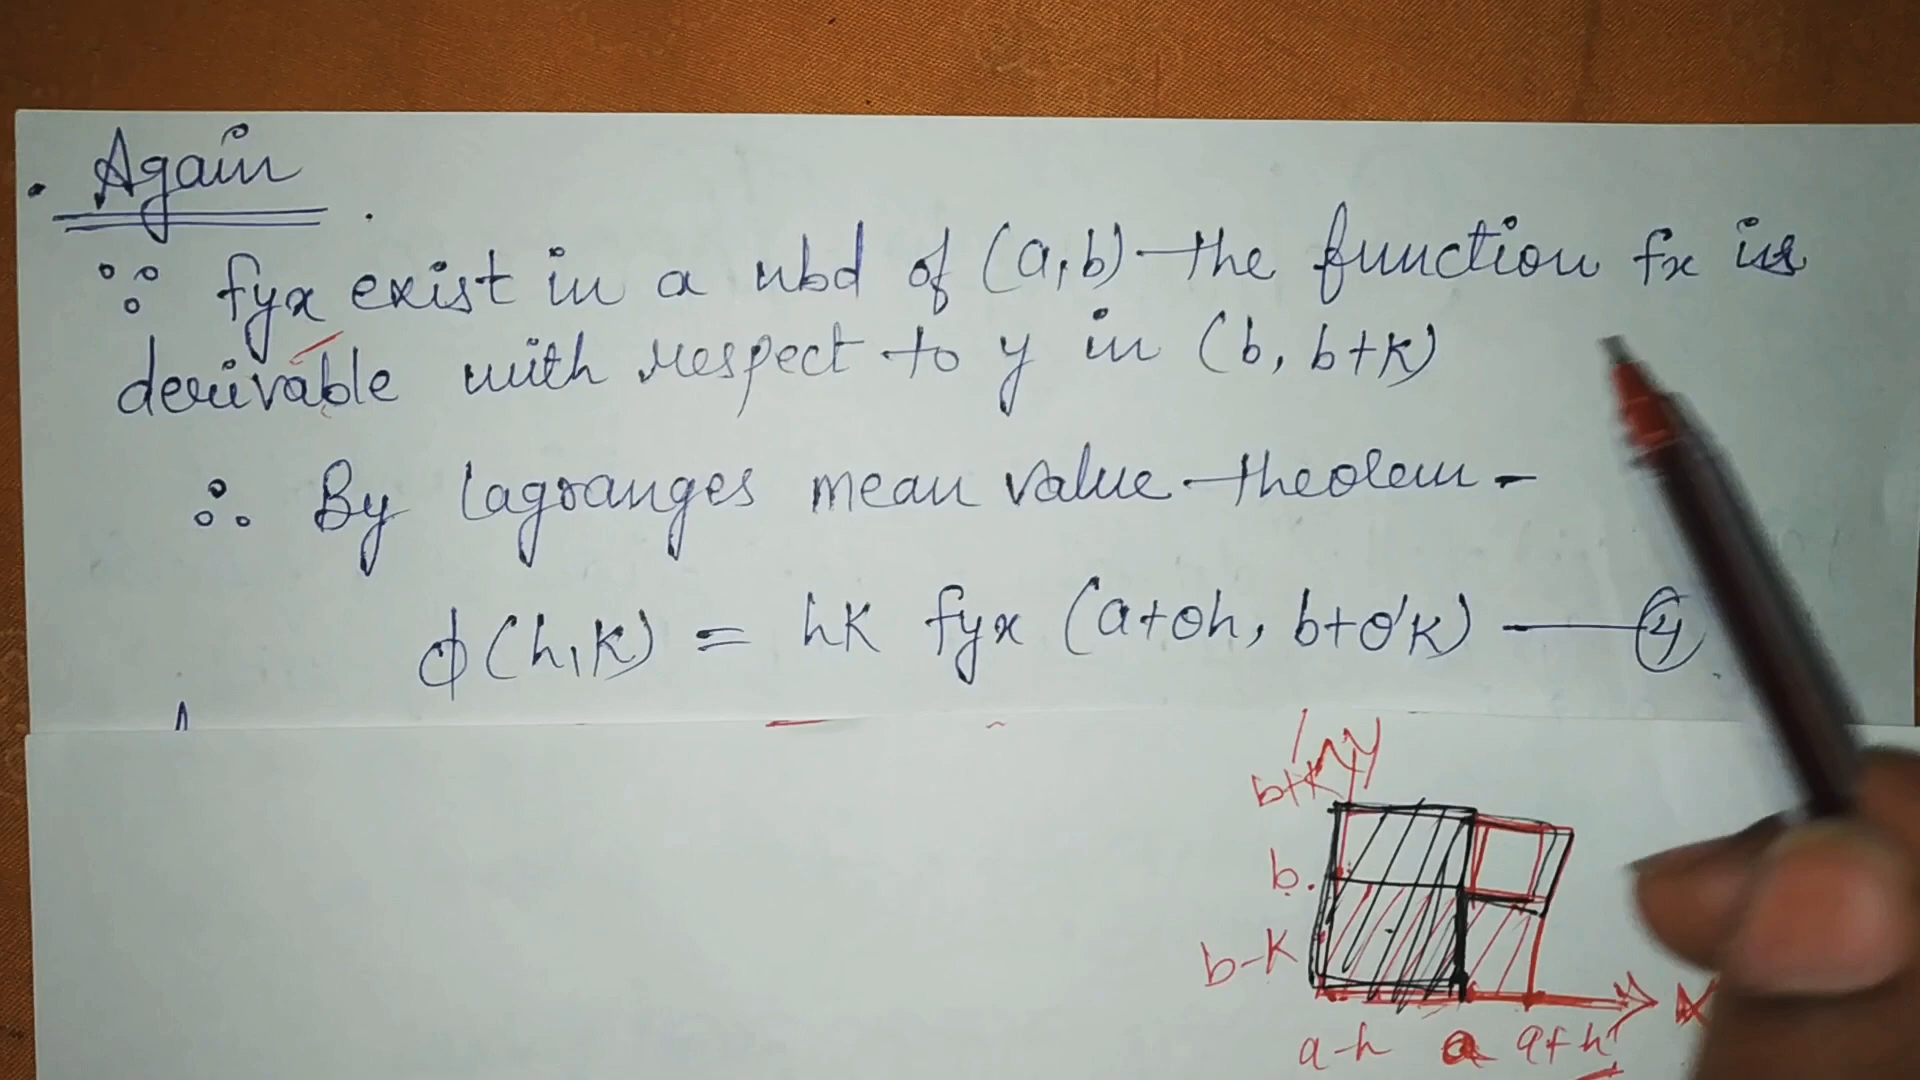 Again
∵ fyx exist in a nbd of (a,b) the function fx is
derivable with respect to y in (b, b+k)
∴ By Lagranges mean value theorem -
ϕ(h,k) = hk fyx (a+θh, b+θ'k) — 4
y
b+k
b.
b-k
a-h a a+h
x